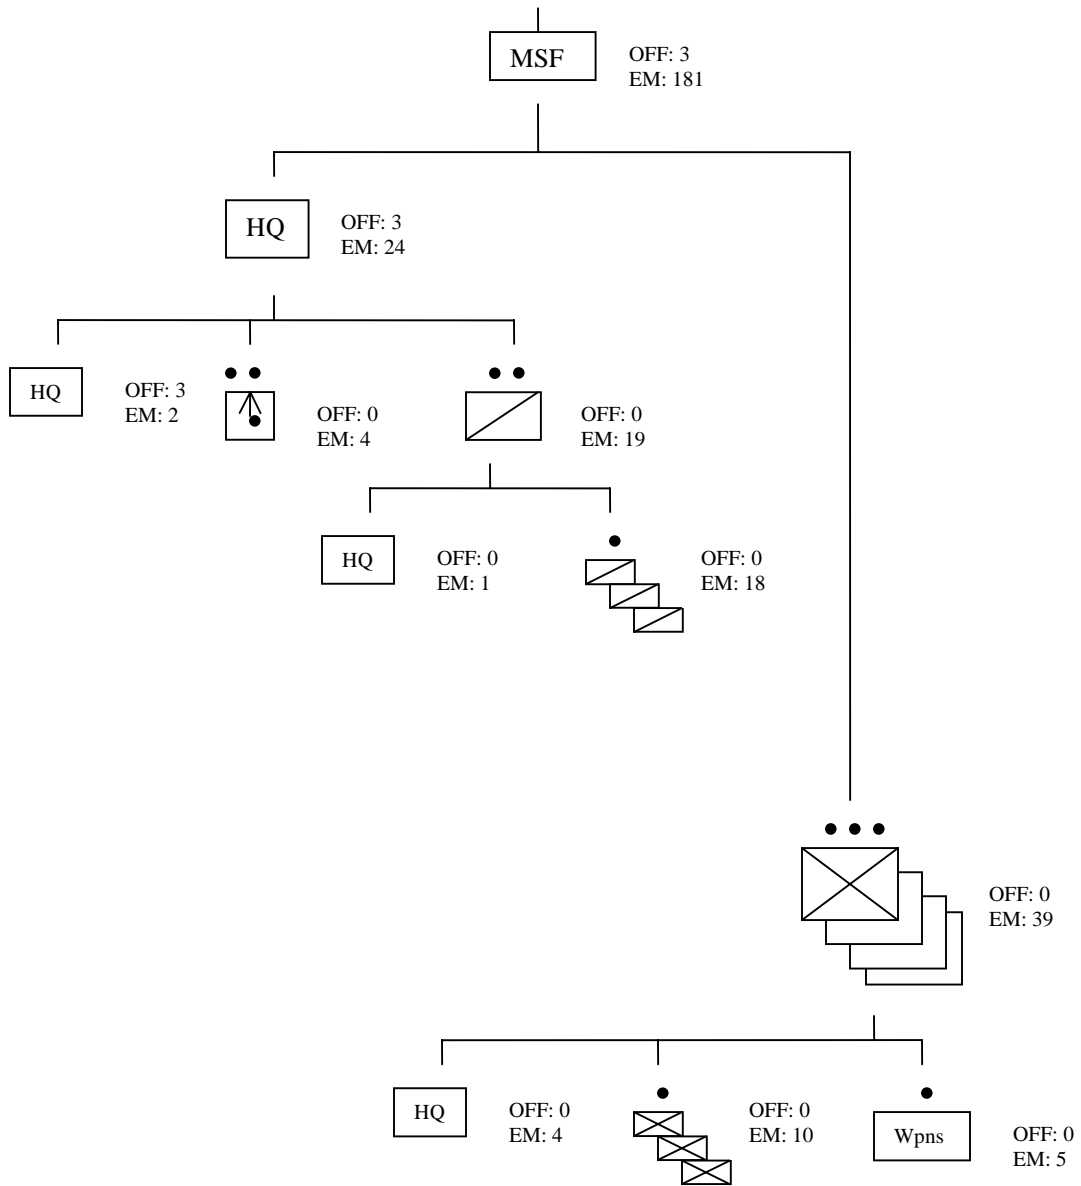 MSF
OFF: 3
EM: 181
HQ
OFF: 3
EM: 24
HQ
OFF: 3
EM: 2
OFF: 0
EM: 4
OFF: 0
EM: 19
HQ
OFF: 0
EM: 1
OFF: 0
EM: 18
OFF: 0
EM: 39
HQ
OFF: 0
EM: 4
OFF: 0
EM: 10
Wpns
OFF: 0
EM: 5